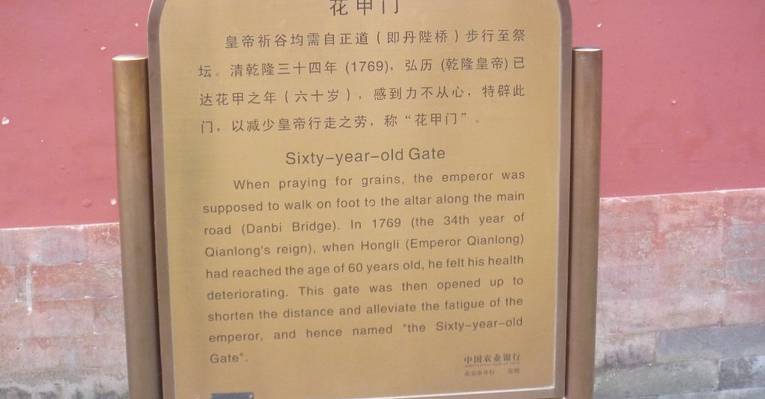 花甲门
皇帝祈谷均需自正道（即丹陛桥）步行至祭
坛。清乾隆三十四年 (1769)，弘历 (乾隆皇帝) 已
达花甲之年（六十岁），感到力不从心，特辟此
门，以减少皇帝行走之劳，称“花甲门”。
Sixty-year-old Gate
When praying for grains, the emperor was
supposed to walk on foot to the altar along the main
road (Danbi Bridge). In 1769 (the 34th year of
Qianlong's reign), when Hongli (Emperor Qianlong)
had reached the age of 60 years old, he felt his health
deteriorating. This gate was then opened up to
shorten the distance and alleviate the fatigue of the
emperor, and hence named "the Sixty-year-old
Gate".
中国农业银行